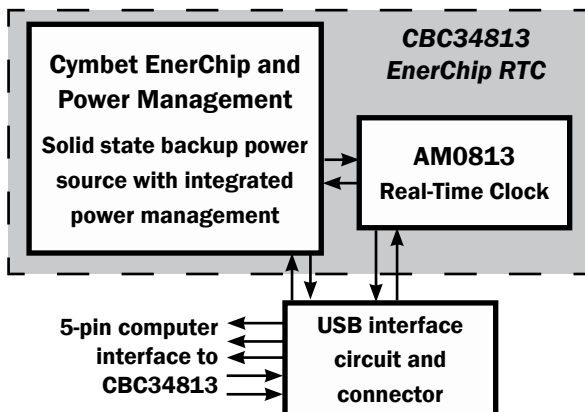 Cymbet EnerChip and
Power Management
Solid state backup power
source with integrated
power management
CBC34813
EnerChip RTC
AM0813
Real-Time Clock
5-pin computer
interface to
CBC34813
USB interface
circuit and
connector